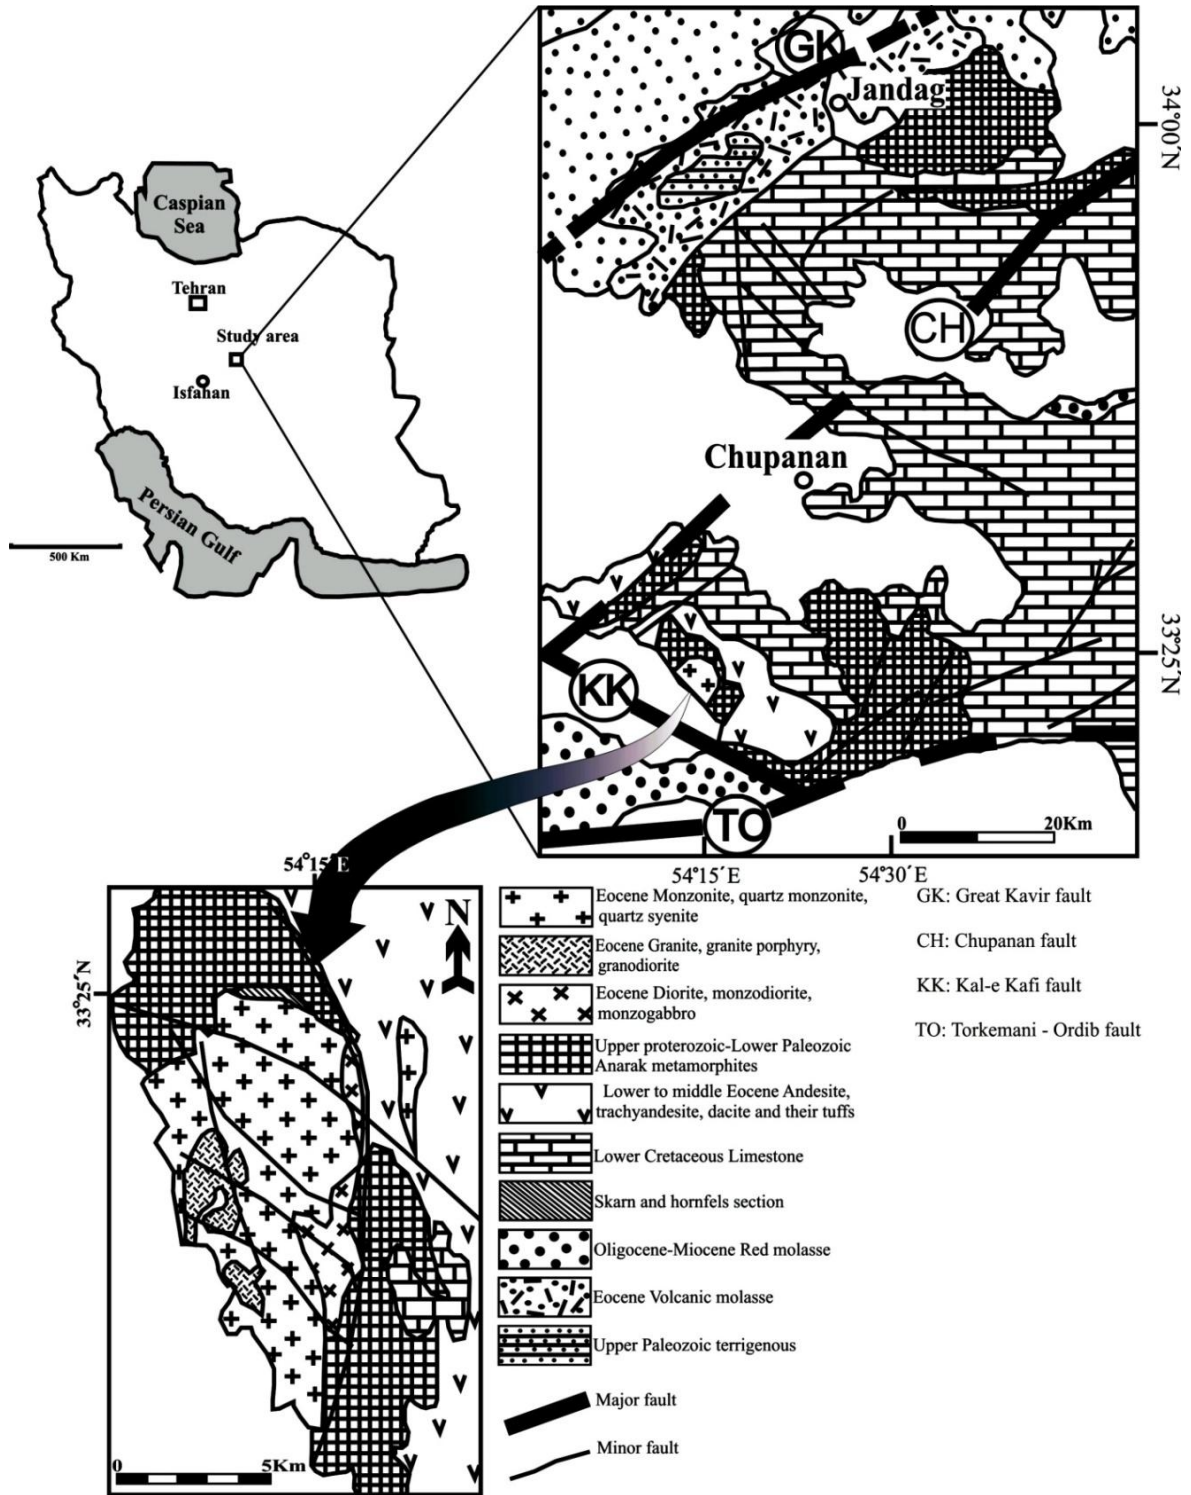 Caspian
Sea
Tehran
Study area
Isfahan
Persian Gulf
500 Km
GK
Jandag
34°00´N
CH
Chupanan
33°25´N
KK
TO
0 20Km
54°15´E 54°30´E
54°15´E
33°25´N
N
0 5Km
Eocene Monzonite, quartz monzonite,
quartz syenite
Eocene Granite, granite porphyry,
granodiorite
Eocene Diorite, monzodiorite,
monzogabbro
Upper proterozoic-Lower Paleozoic
Anarak metamorphites
Lower to middle Eocene Andesite,
trachyandesite, dacite and their tuffs
Lower Cretaceous Limestone
Skarn and hornfels section
Oligocene-Miocene Red molasse
Eocene Volcanic molasse
Upper Paleozoic terrigenous
Major fault
Minor fault
GK: Great Kavir fault
CH: Chupanan fault
KK: Kal-e Kafi fault
TO: Torkemani - Ordib fault